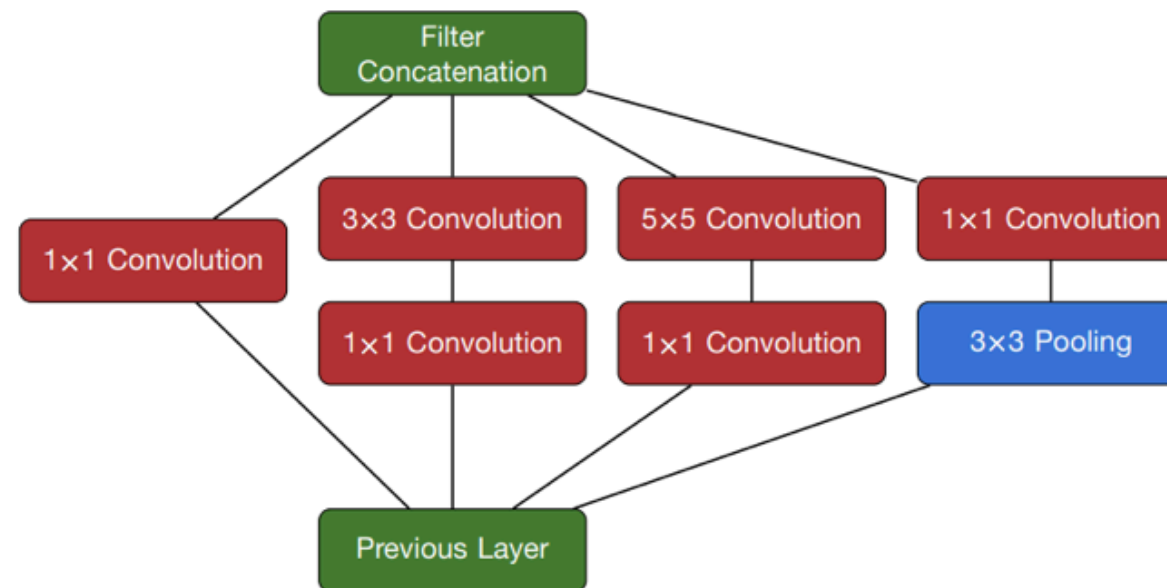 Filter
Concatenation
3×3 Convolution
5×5 Convolution
1×1 Convolution
1×1 Convolution
1×1 Convolution
1×1 Convolution
3×3 Pooling
Previous Layer